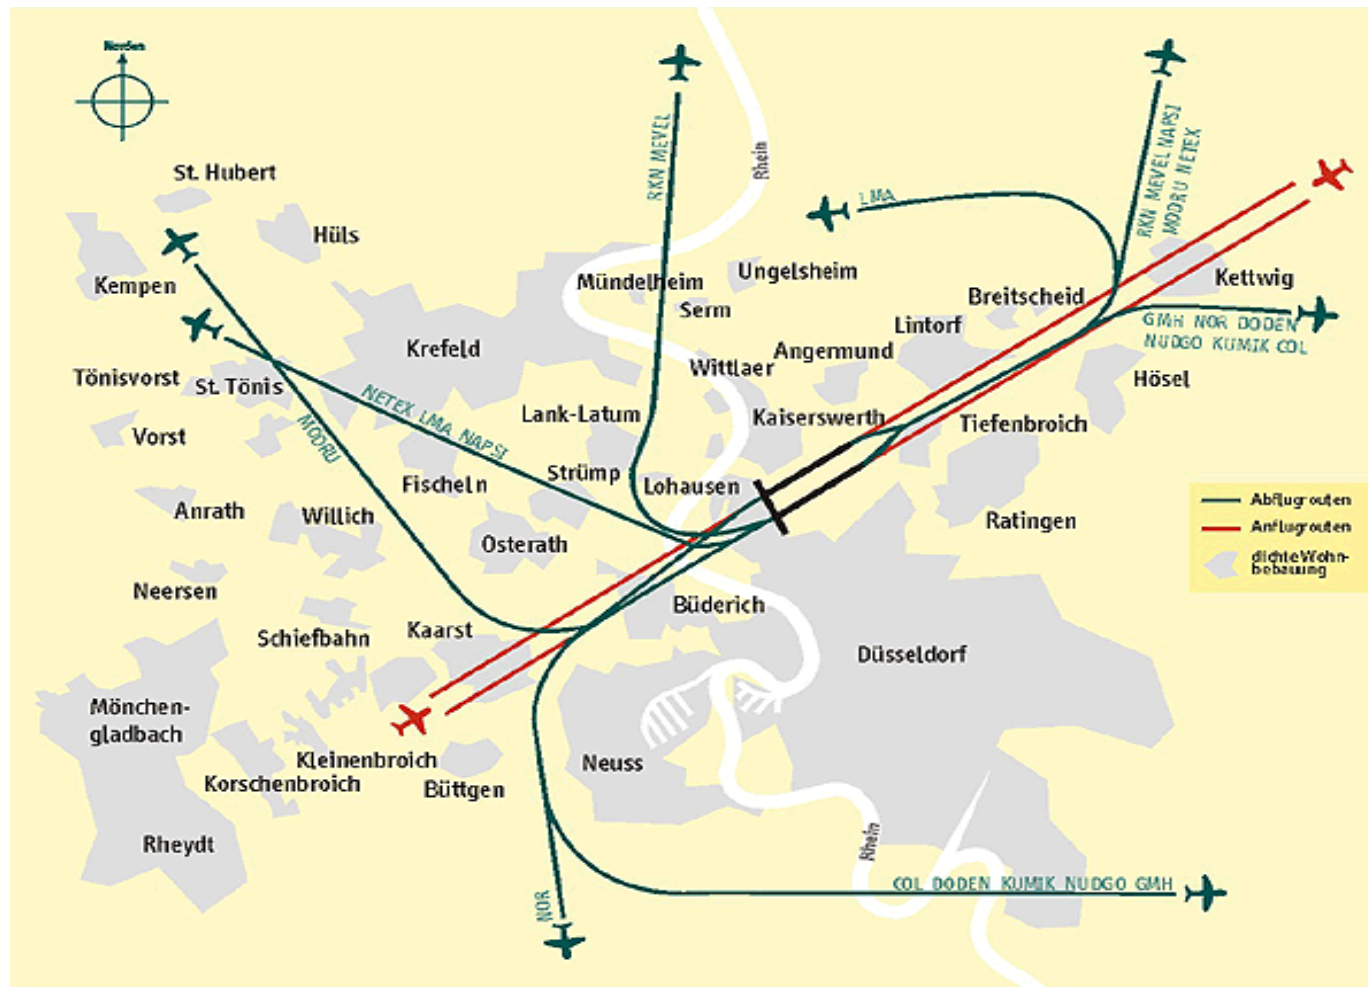 Norden
RKN MEVEL
Rhein
RKN MEVEL NAPSI
MODRU NETEX
St. Hubert
LMA
Hüls
Kempen
Mündelheim
Ungelsheim
Kettwig
Serm
Breitscheid
Lintorf
GMH NOR DODEN
NUDGO KUMIK COL
Krefeld
Angermund
Wittlaer
Tönisvorst
St. Tönis
Hösel
NETEX LMA NAPSI
MODRU
Lank-Latum
Kaiserswerth
Tiefenbroich
Vorst
Strümp
Fischeln
Lohausen
Anrath
Willich
Ratingen
Abflugrouten
Anflugrouten
dichte Wohn-
bebauung
Osterath
Neersen
Büderich
Schiefbahn
Kaarst
Düsseldorf
Mönchen-
gladbach
Kleinenbroich
Neuss
Korschenbroich
Büttgen
Rheydt
Rhein
NOR
COL DODEN KUMIK NUDGO GMH